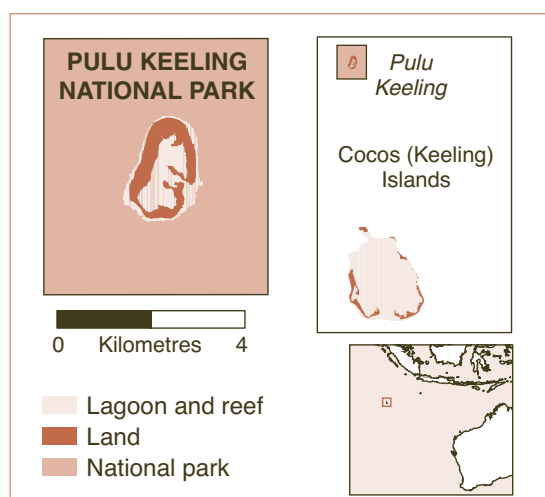 PULU KEELING
NATIONAL PARK
Pulu
Keeling
Cocos (Keeling)
Islands
0 Kilometres 4
Lagoon and reef
Land
National park